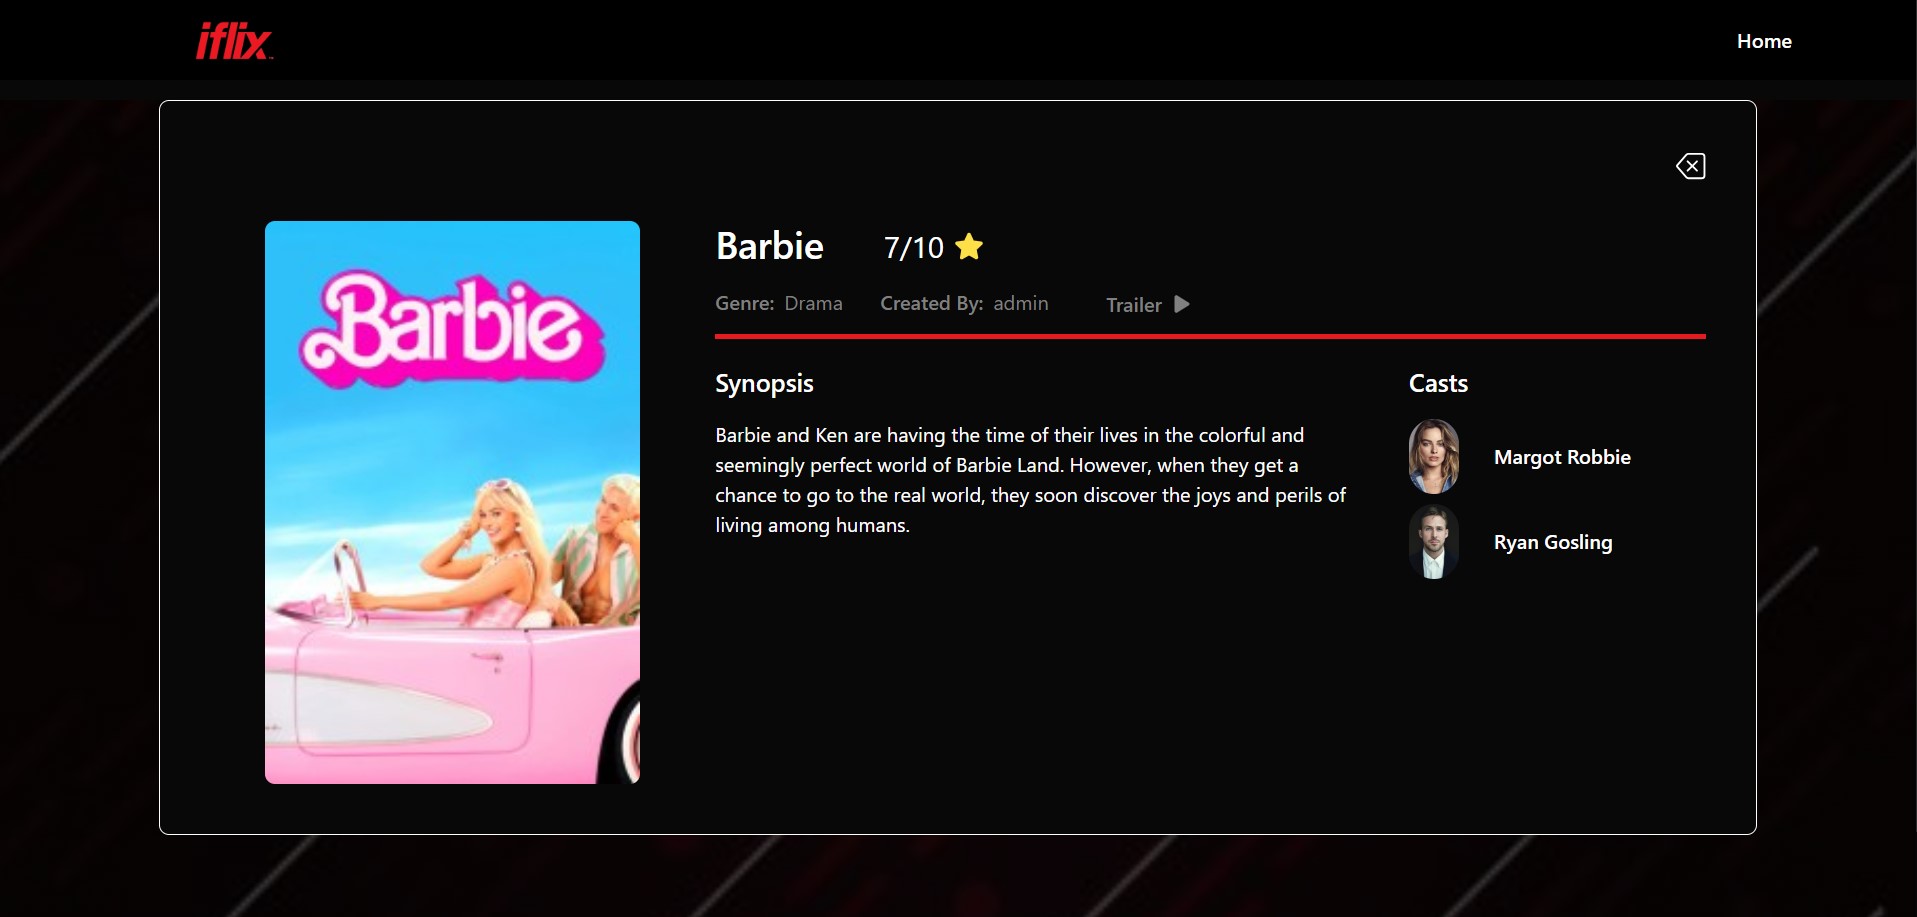 iflix
Home
Barbie
Barbie 7/10
Genre: Drama Created By: admin Trailer
Synopsis
Casts
Barbie and Ken are having the time of their lives in the colorful and
seemingly perfect world of Barbie Land. However, when they get a
chance to go to the real world, they soon discover the joys and perils of
living among humans.
Margot Robbie
Ryan Gosling